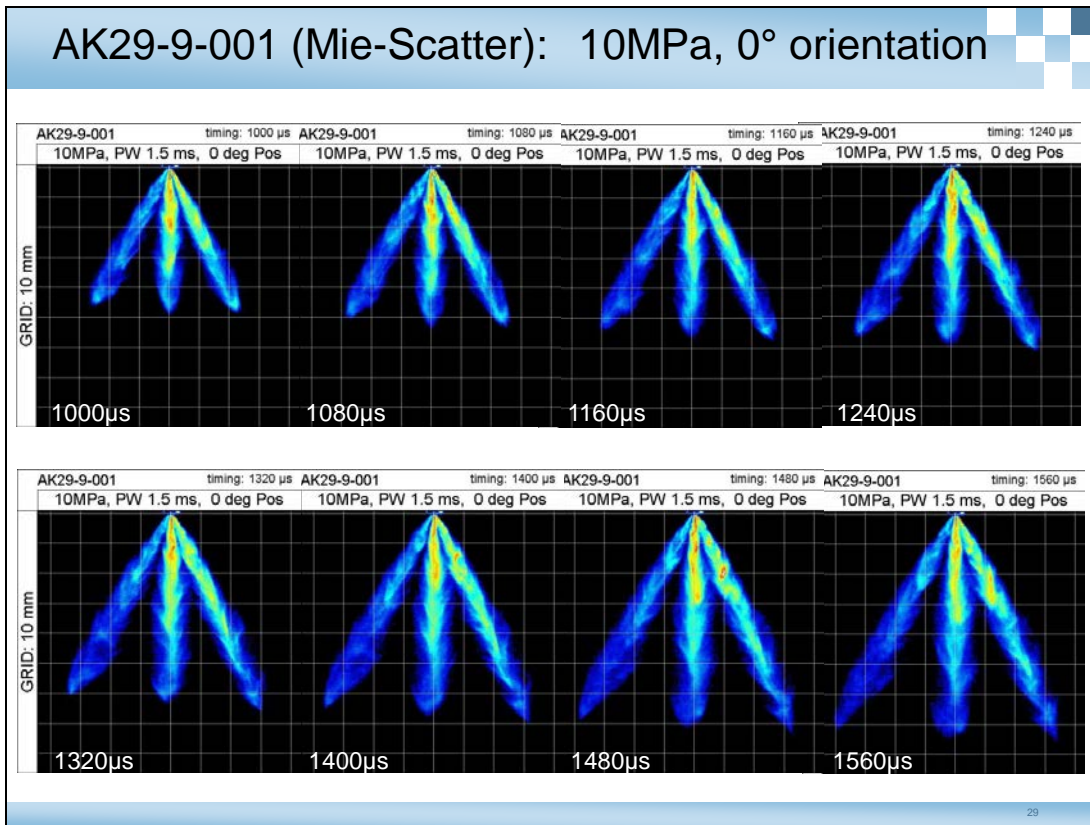 AK29-9-001 (Mie-Scatter): 10MPa, 0° orientation
AK29-9-001 timing: 1000 µs
10MPa, PW 1.5 ms, 0 deg Pos
GRID: 10 mm
1000µs
AK29-9-001 timing: 1080 µs
10MPa, PW 1.5 ms, 0 deg Pos
1080µs
AK29-9-001 timing: 1160 µs
10MPa, PW 1.5 ms, 0 deg Pos
1160µs
AK29-9-001 timing: 1240 µs
10MPa, PW 1.5 ms, 0 deg Pos
1240µs
AK29-9-001 timing: 1320 µs
10MPa, PW 1.5 ms, 0 deg Pos
GRID: 10 mm
1320µs
AK29-9-001 timing: 1400 µs
10MPa, PW 1.5 ms, 0 deg Pos
1400µs
AK29-9-001 timing: 1480 µs
10MPa, PW 1.5 ms, 0 deg Pos
1480µs
AK29-9-001 timing: 1560 µs
10MPa, PW 1.5 ms, 0 deg Pos
1560µs
29